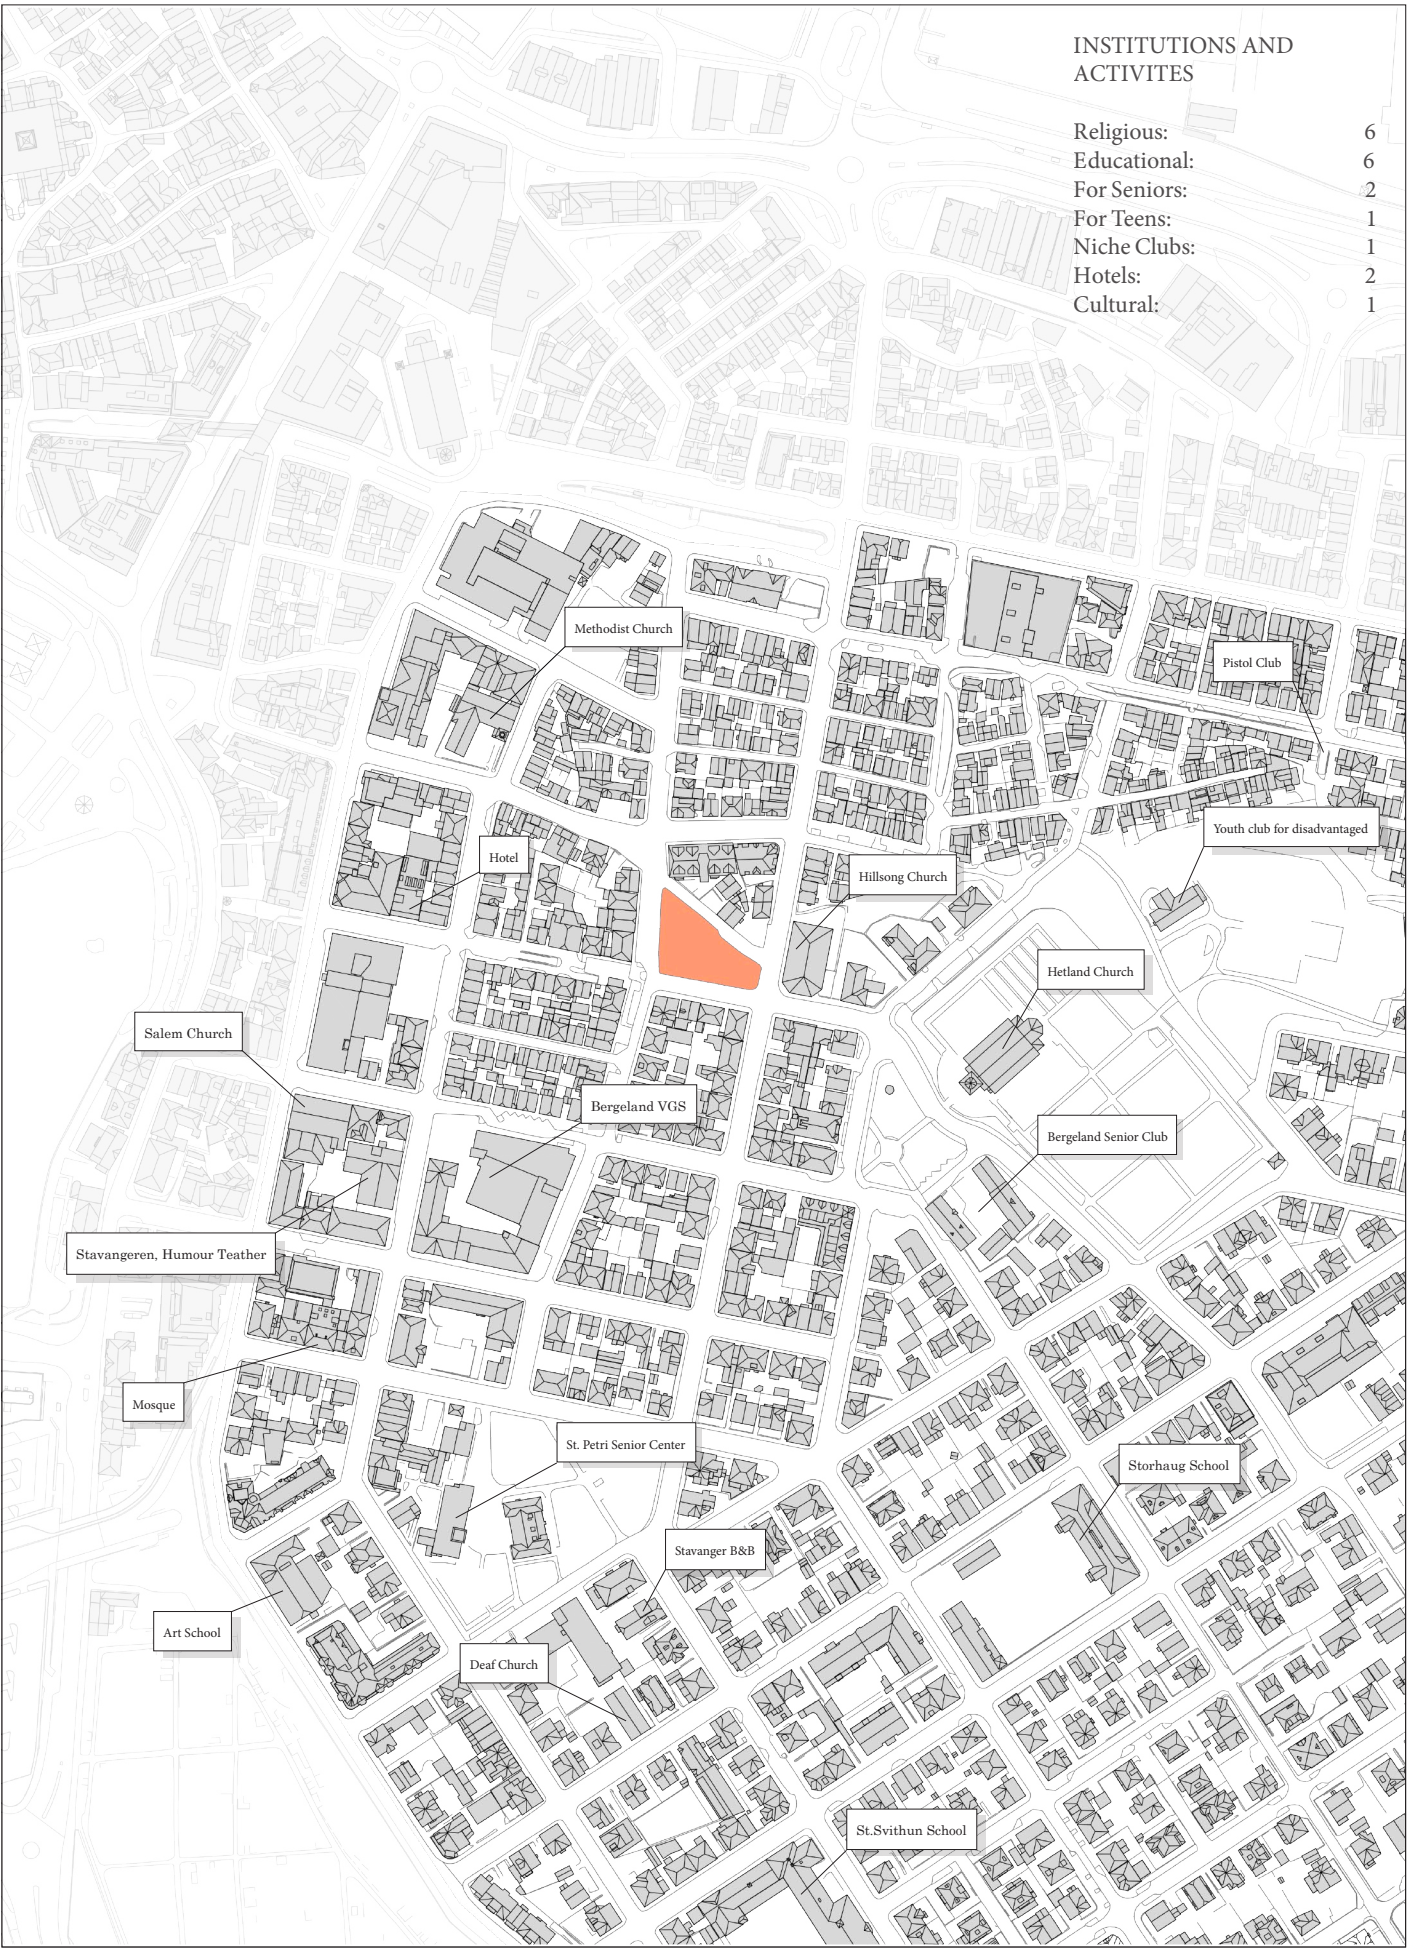 INSTITUTIONS AND
ACTIVITES
Religious: 6
Educational: 6
For Seniors: 2
For Teens: 1
Niche Clubs: 1
Hotels: 2
Cultural: 1
Methodist Church
Pistol Club
Youth club for disadvantaged
Hotel
Hillsong Church
Hetland Church
Salem Church
Bergeland VGS
Bergeland Senior Club
Stavangeren, Humour Teather
Mosque
St. Petri Senior Center
Storhaug School
Stavanger B&B
Art School
Deaf Church
St.Svithun School